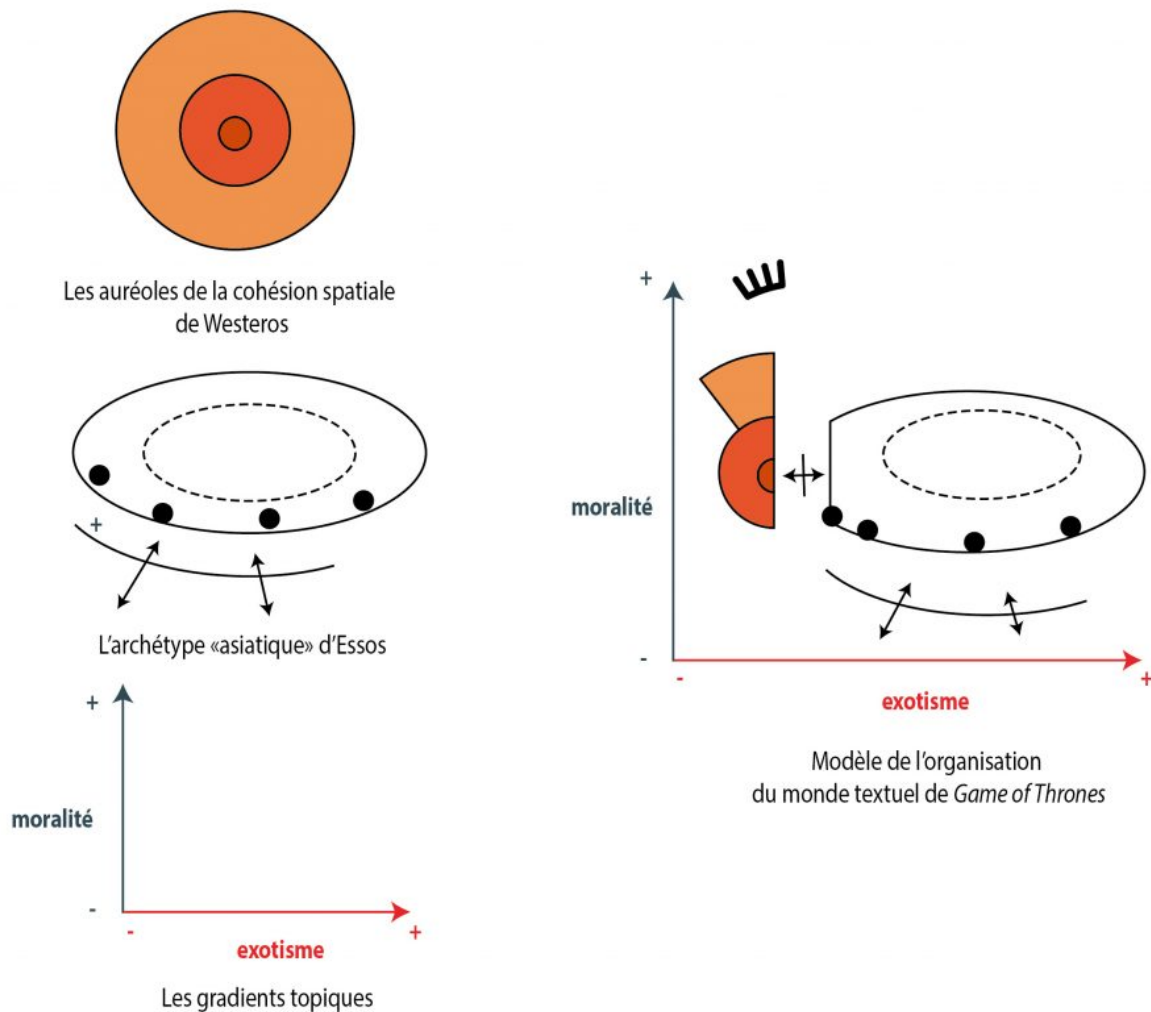 Les auréoles de la cohésion spatiale
de Westeros
+
L'archétype «asiatique» d'Essos
+
moralité
-
-
+
exotisme
Les gradients topiques
+
moralité
-
-
+
exotisme
Modèle de l'organisation
du monde textuel de Game of Thrones